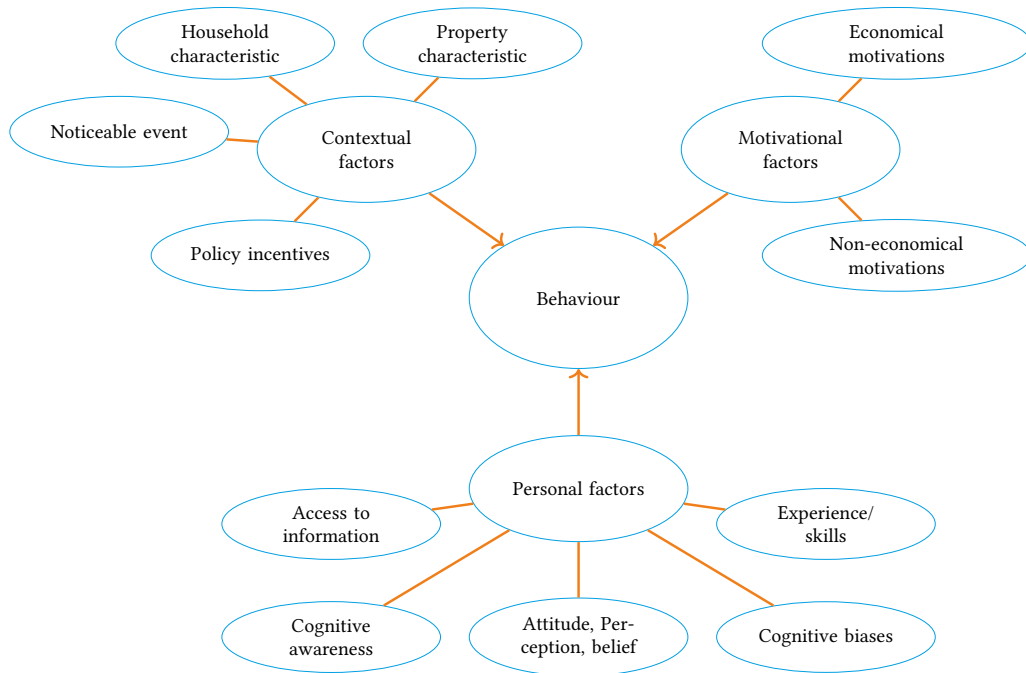 Household
characteristic
Property
characteristic
Economical
motivations
Noticeable event
Contextual
factors
Motivational
factors
Policy incentives
Non-economical
motivations
Behaviour
Personal factors
Access to
information
Experience/
skills
Cognitive
awareness
Attitude, Per-
ception, belief
Cognitive biases